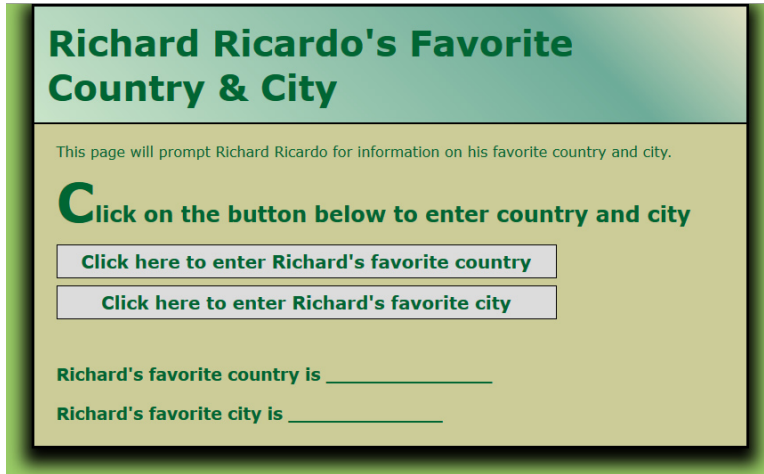 Richard Ricardo's Favorite
Country & City
This page will prompt Richard Ricardo for information on his favorite country and city.
Click on the button below to enter country and city
Click here to enter Richard's favorite country
Click here to enter Richard's favorite city
Richard's favorite country is _________________
Richard's favorite city is ________________